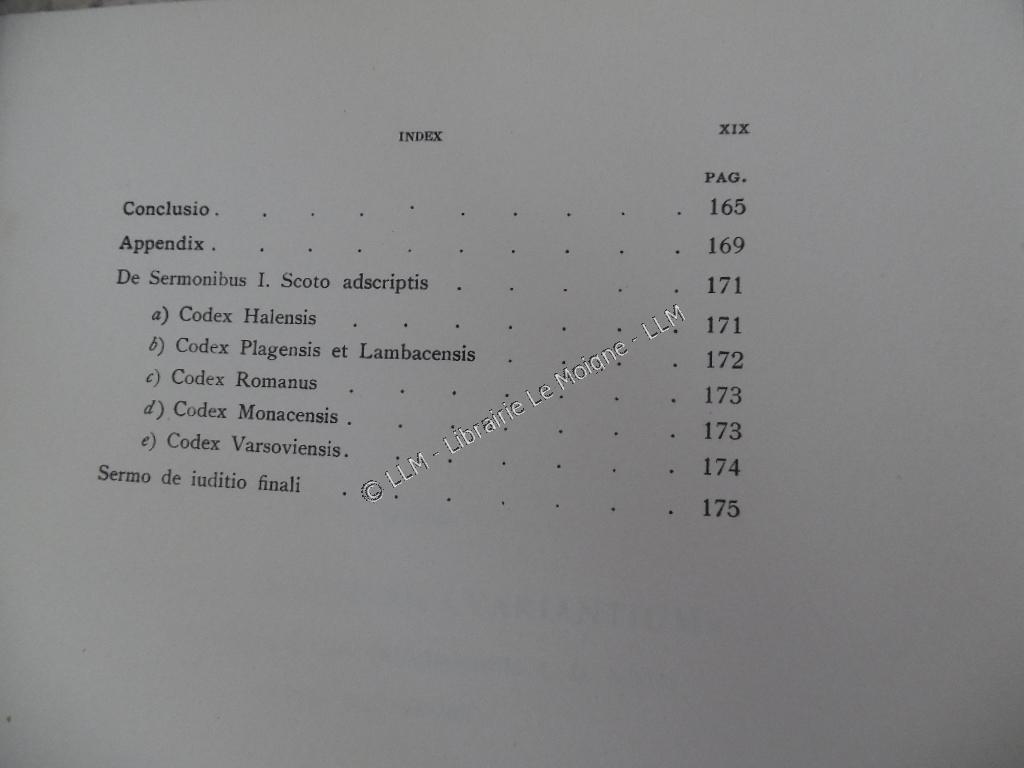 INDEX XIX
PAG.
Conclusio . . . . . . . . . . 165
Appendix . . . . . . . . . . 169
De Sermonibus I. Scoto adscriptis . . . . . 171
a) Codex Halensis . . . . . . . 171
b) Codex Plagensis et Lambacensis . . . . 172
c) Codex Romanus . . . . . . . 173
d) Codex Monacensis . . . . . . . 173
e) Codex Varsoviensis . . . . . . . 174
Sermo de iuditio finali . . . . . . . 175
© LLM - Librairie Le Moigne - LLM